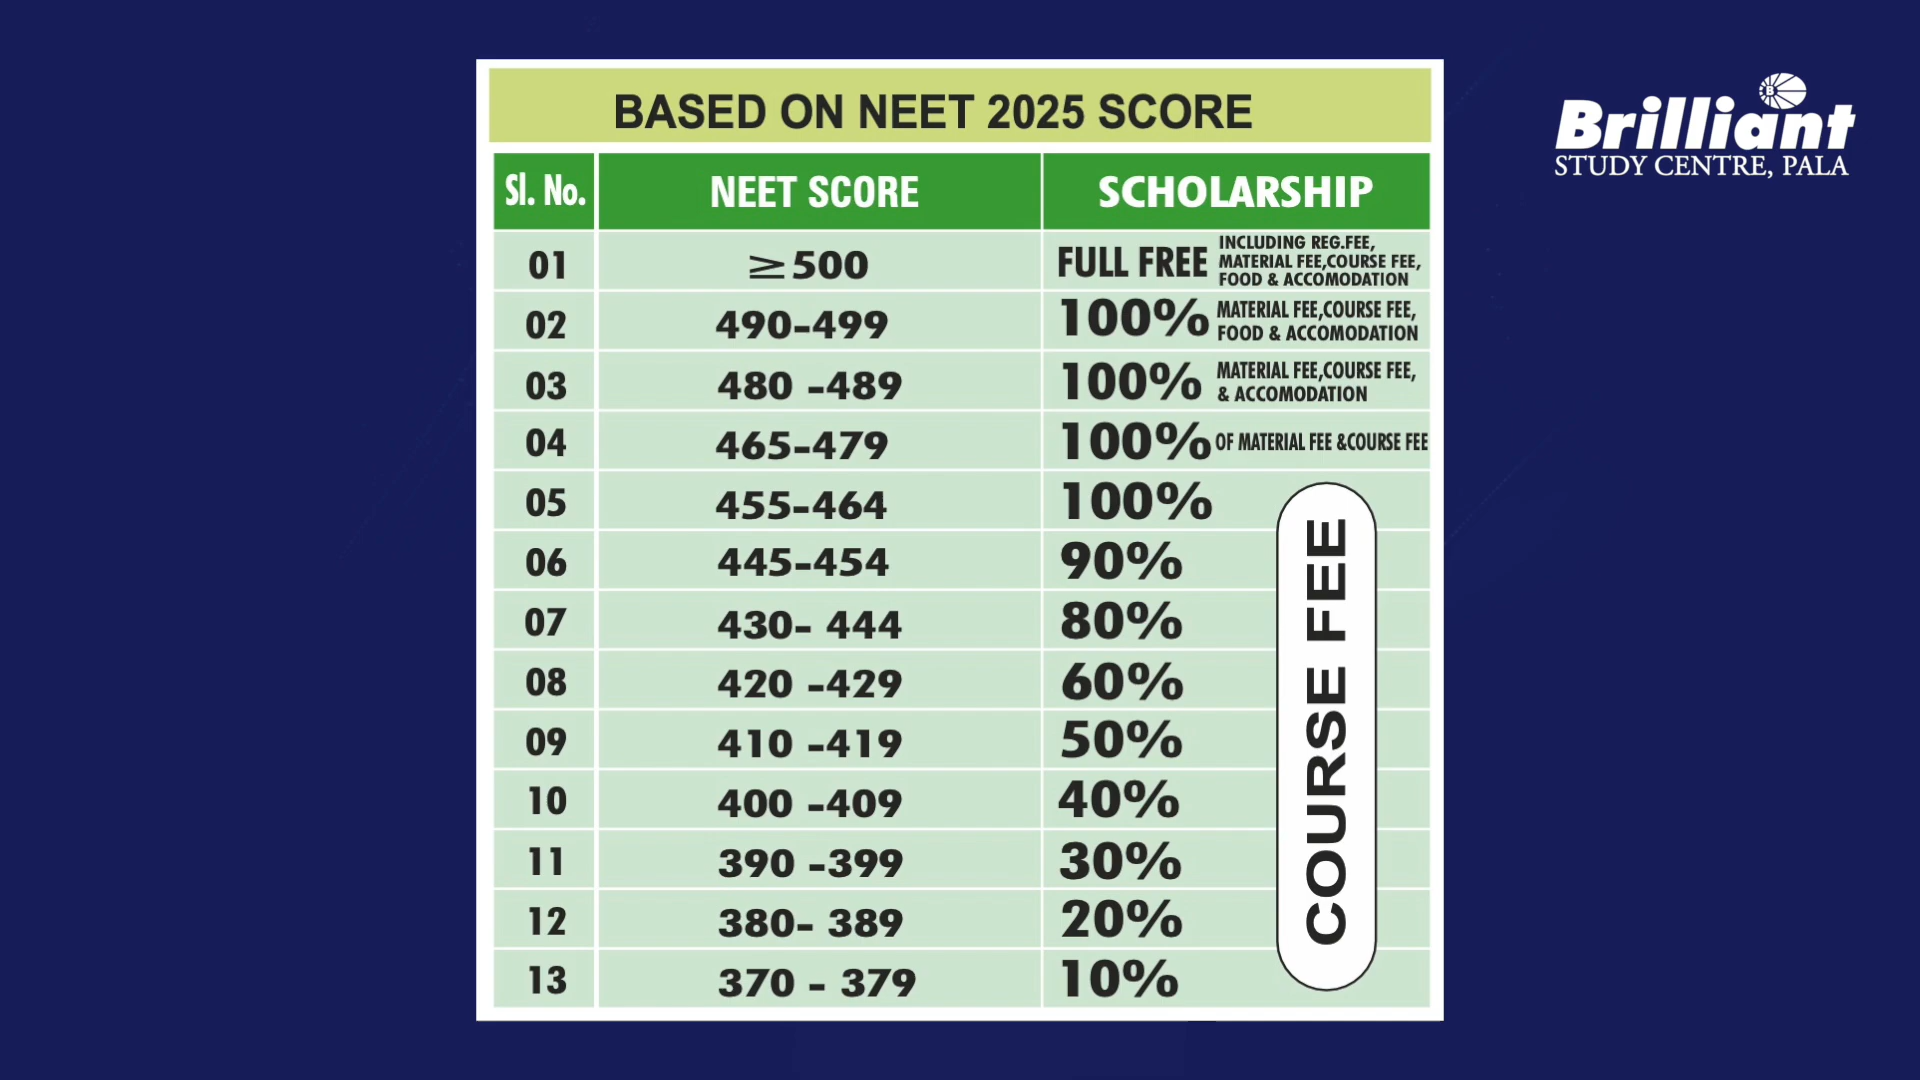 BASED ON NEET 2025 SCORE
Brilliant
STUDY CENTRE, PALA
Sl. No. NEET SCORE SCHOLARSHIP
01 ≥500 FULL FREE INCLUDING REG.FEE,
MATERIAL FEE,COURSE FEE,
FOOD & ACCOMODATION
02 490-499 100% MATERIAL FEE,COURSE FEE,
FOOD & ACCOMODATION
03 480 -489 100% MATERIAL FEE,COURSE FEE,
& ACCOMODATION
04 465-479 100% OF MATERIAL FEE &COURSE FEE
05 455-464 100%
06 445-454 90%
07 430- 444 80%
08 420 -429 60%
09 410 -419 50%
10 400 -409 40%
11 390 -399 30%
12 380- 389 20%
13 370 - 379 10%
COURSE FEE